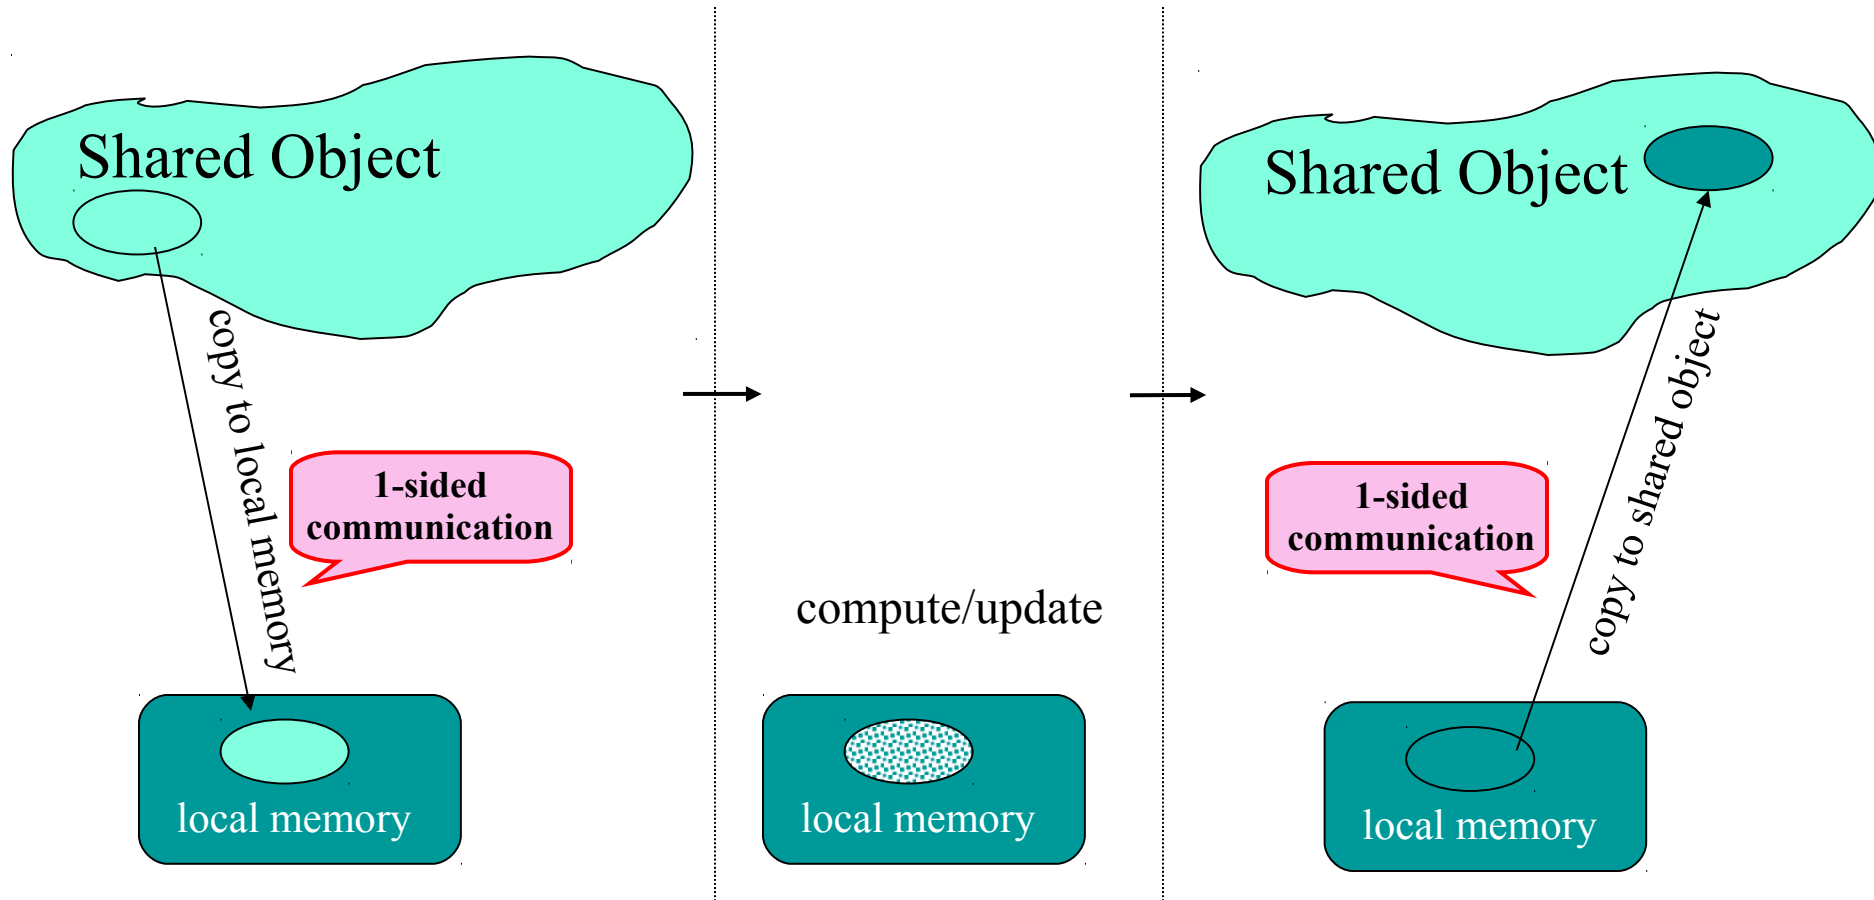 Shared Object
copy to local memory
1-sided
communication
local memory
compute/update
local memory
Shared Object
copy to shared object
1-sided
communication
local memory